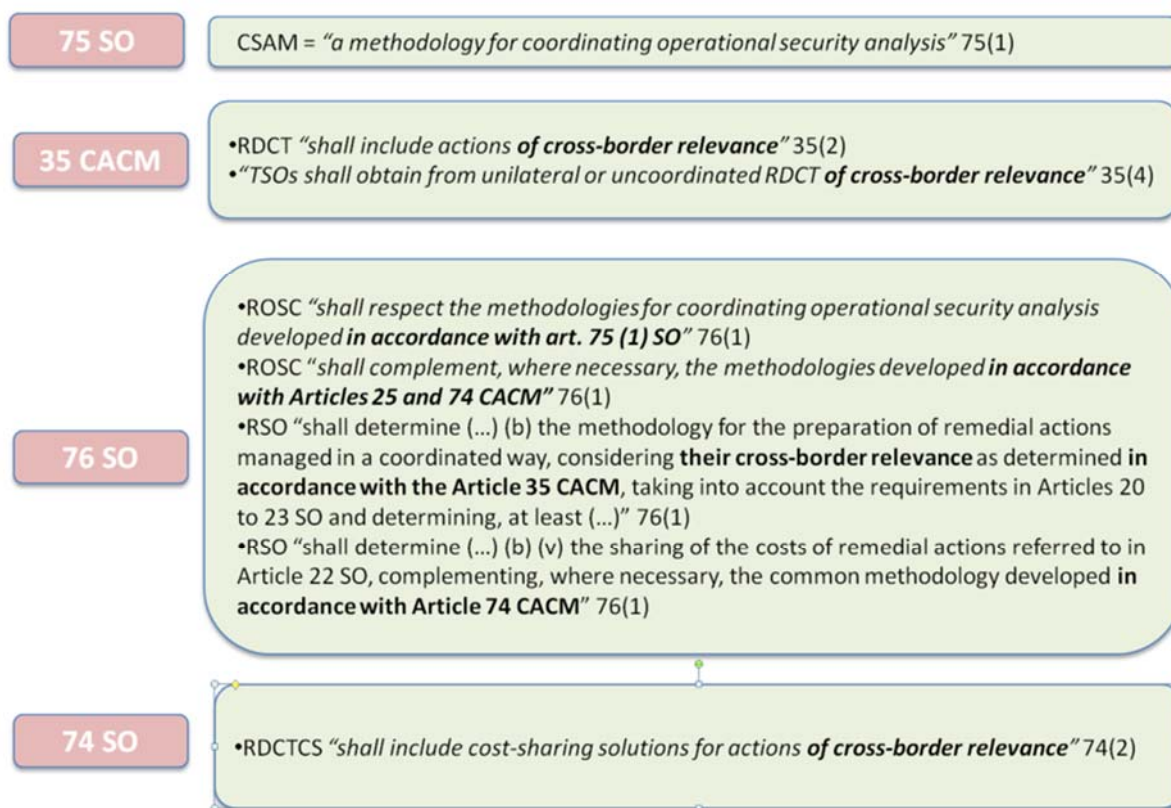 75 SO
CSAM = “a methodology for coordinating operational security analysis” 75(1)
35 CACM
•RDCT “shall include actions of cross-border relevance” 35(2)
•“TSOs shall obtain from unilateral or uncoordinated RDCT of cross-border relevance” 35(4)
76 SO
•ROSC “shall respect the methodologies for coordinating operational security analysis
developed in accordance with art. 75 (1) SO” 76(1)
•ROSC “shall complement, where necessary, the methodologies developed in accordance
with Articles 25 and 74 CACM” 76(1)
•RSO “shall determine (...) (b) the methodology for the preparation of remedial actions
managed in a coordinated way, considering their cross-border relevance as determined in
accordance with the Article 35 CACM, taking into account the requirements in Articles 20
to 23 SO and determining, at least (...)” 76(1)
•RSO “shall determine (...) (b) (v) the sharing of the costs of remedial actions referred to in
Article 22 SO, complementing, where necessary, the common methodology developed in
accordance with Article 74 CACM” 76(1)
74 SO
•RDCTCS “shall include cost-sharing solutions for actions of cross-border relevance” 74(2)